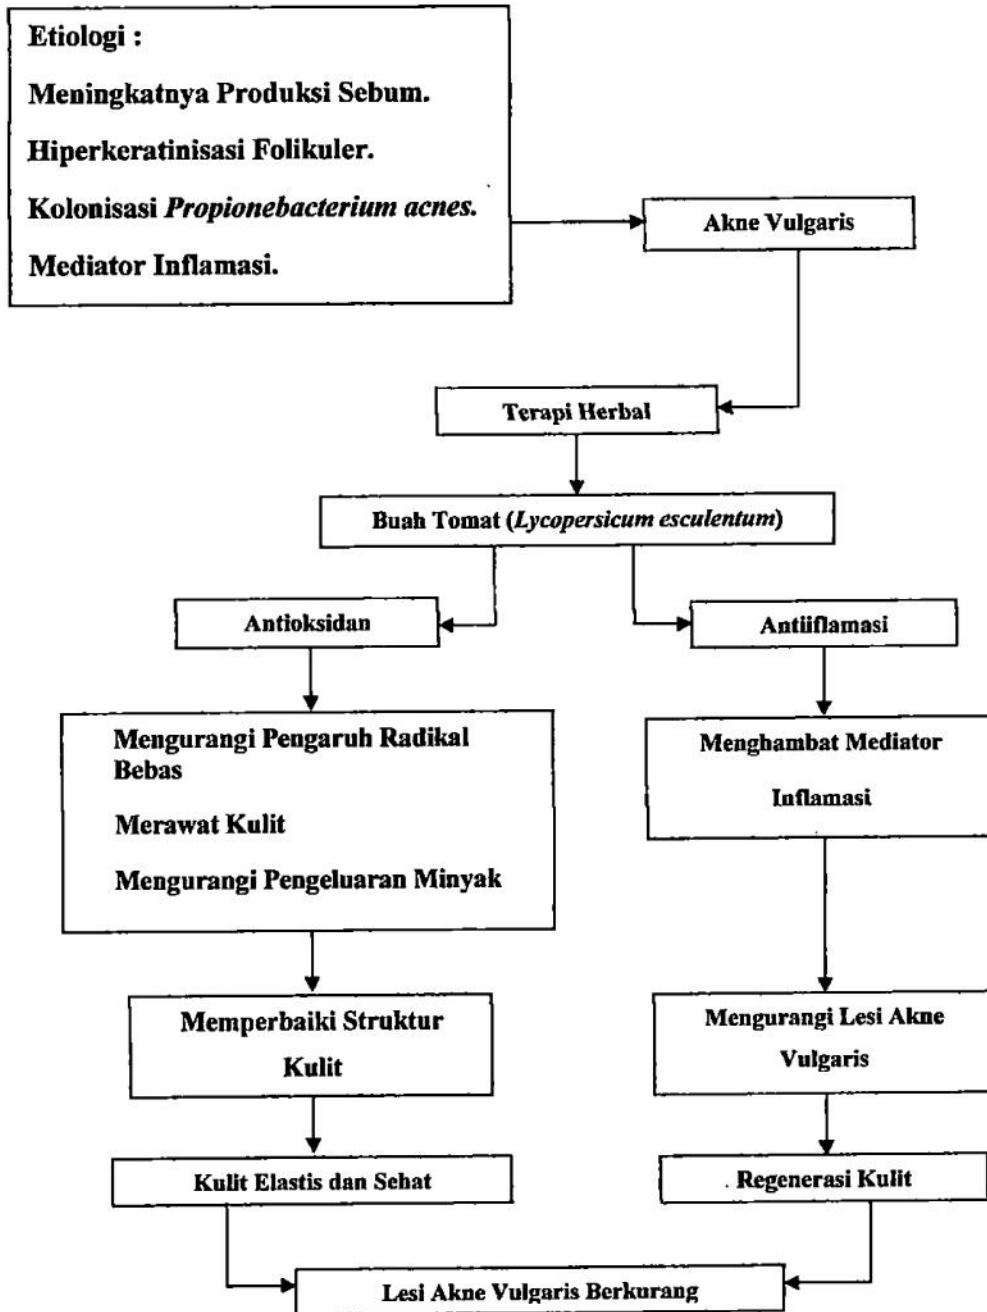 Etiologi :
Meningkatnya Produksi Sebum.
Hiperkeratinisasi Folikuler.
Kolonisasi Propionebacterium acnes.
Mediator Inflamasi.
Akne Vulgaris
Terapi Herbal
Buah Tomat (Lycopersicum esculentum)
Antioksidan
Antiiflamasi
Mengurangi Pengaruh Radikal
Bebas
Merawat Kulit
Mengurangi Pengeluaran Minyak
Menghambat Mediator
Inflamasi
Memperbaiki Struktur
Kulit
Mengurangi Lesi Akne
Vulgaris
Kulit Elastis dan Sehat
Regenerasi Kulit
Lesi Akne Vulgaris Berkurang